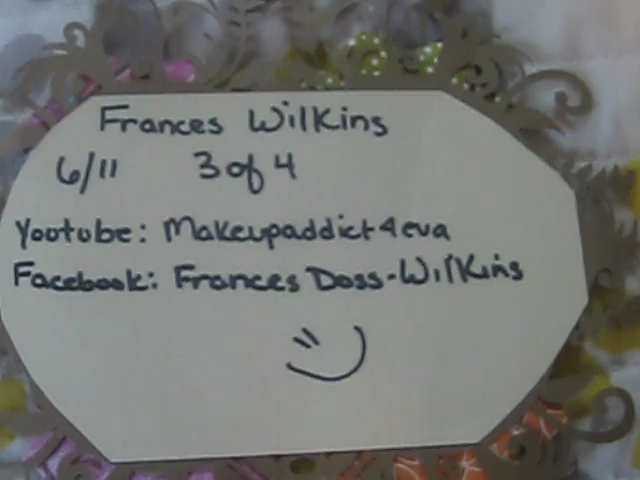 Frances Wilkins
6/11 3 of 4
Yootube: Makeupaddict4eva
Facebook: Frances Doss-Wilkins